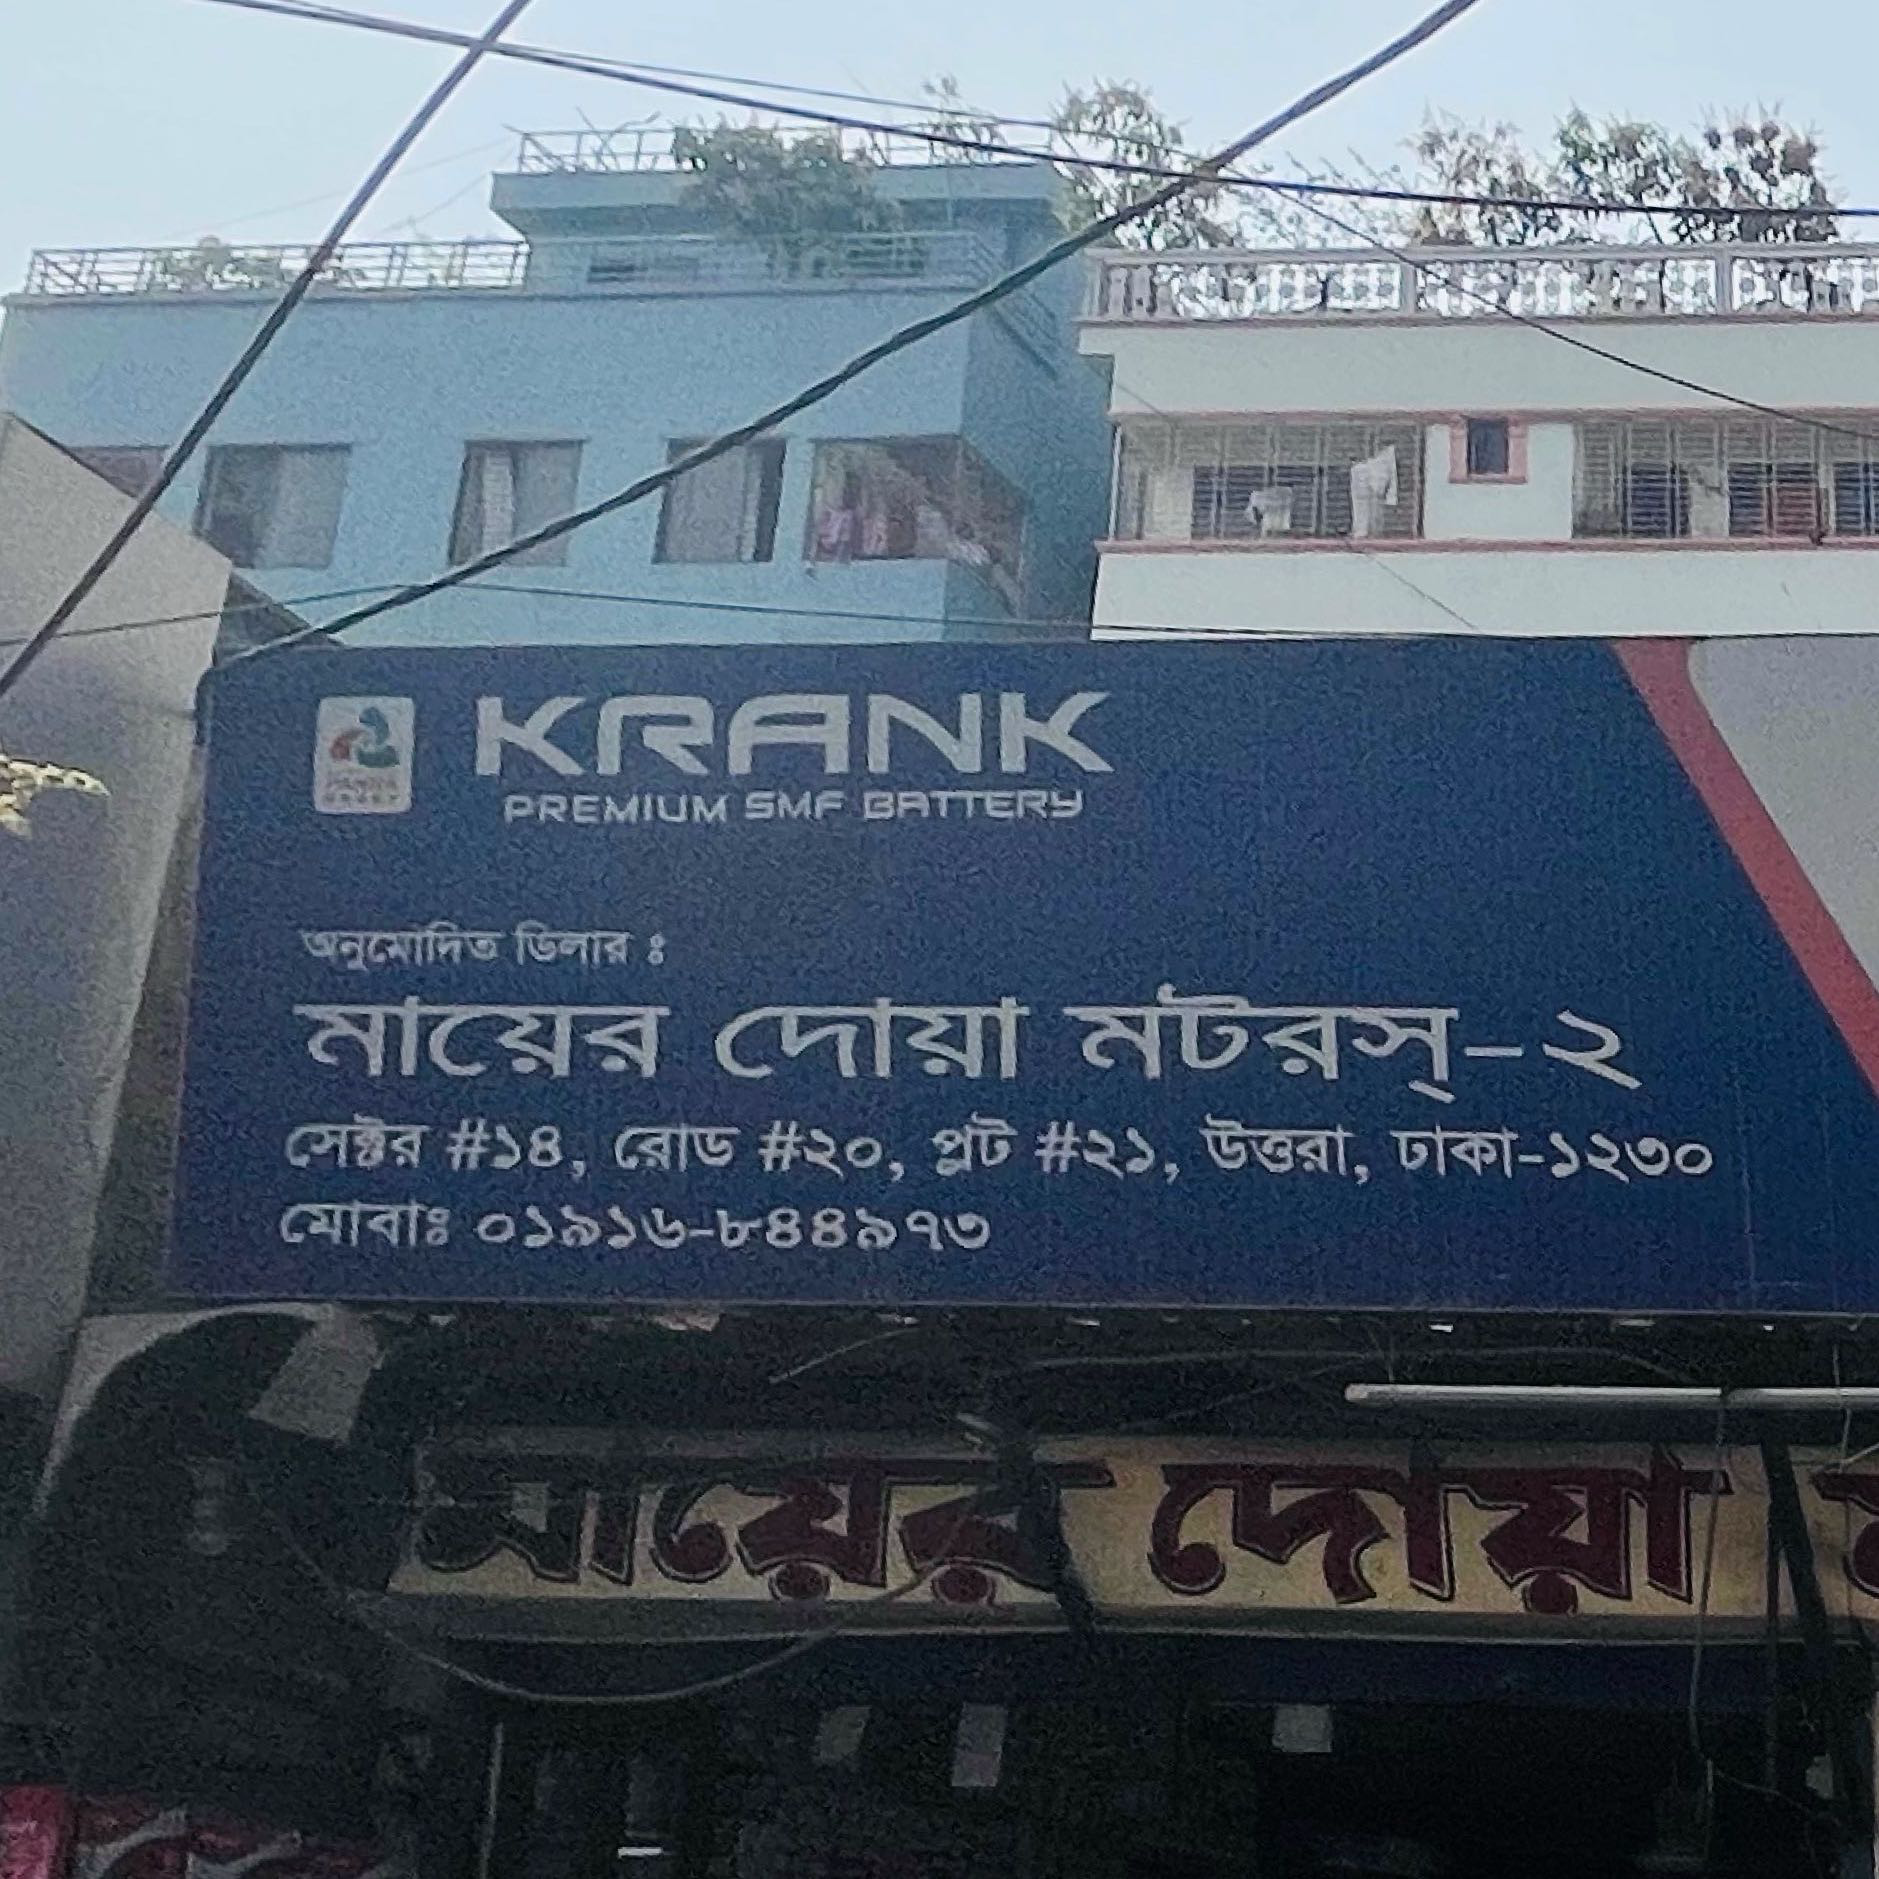 KRANK
PREMIUM SMF BATTERY
অনুমোদিত ডিলার ঃ
মায়ের দোয়া মটরস্-২
সেক্টর #১৪, রোড #২০, প্লট #২১, উত্তরা, ঢাকা-১২৩০
মোবাঃ ০১৯১৬-৮৪৪৯৭৩
মায়ের দোয়া